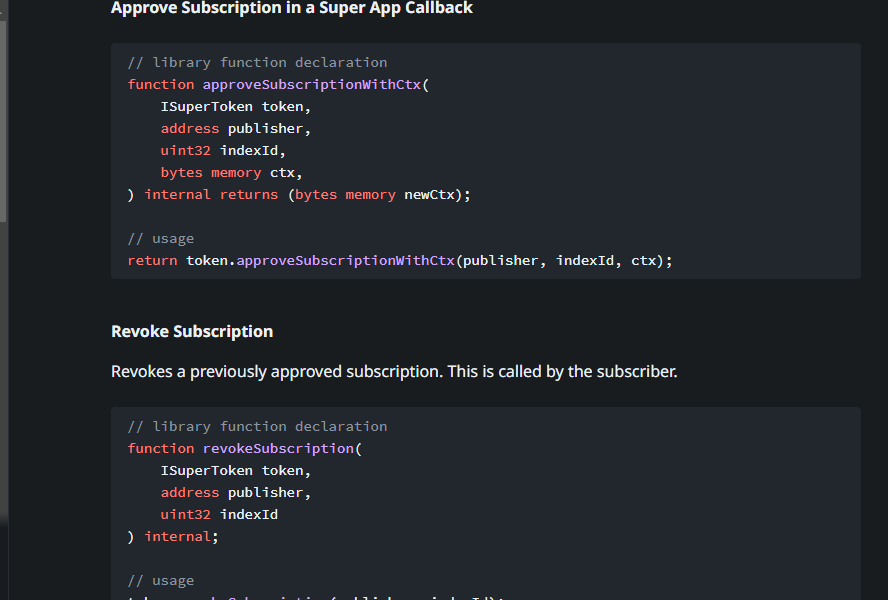 Approve Subscription in a Super App Callback
// library function declaration
function approveSubscriptionWithCtx(
    ISuperToken token,
    address publisher,
    uint32 indexId,
    bytes memory ctx,
) internal returns (bytes memory newCtx);
// usage
return token.approveSubscriptionWithCtx(publisher, indexId, ctx);
Revoke Subscription
Revokes a previously approved subscription. This is called by the subscriber.
// library function declaration
function revokeSubscription(
    ISuperToken token,
    address publisher,
    uint32 indexId
) internal;
// usage